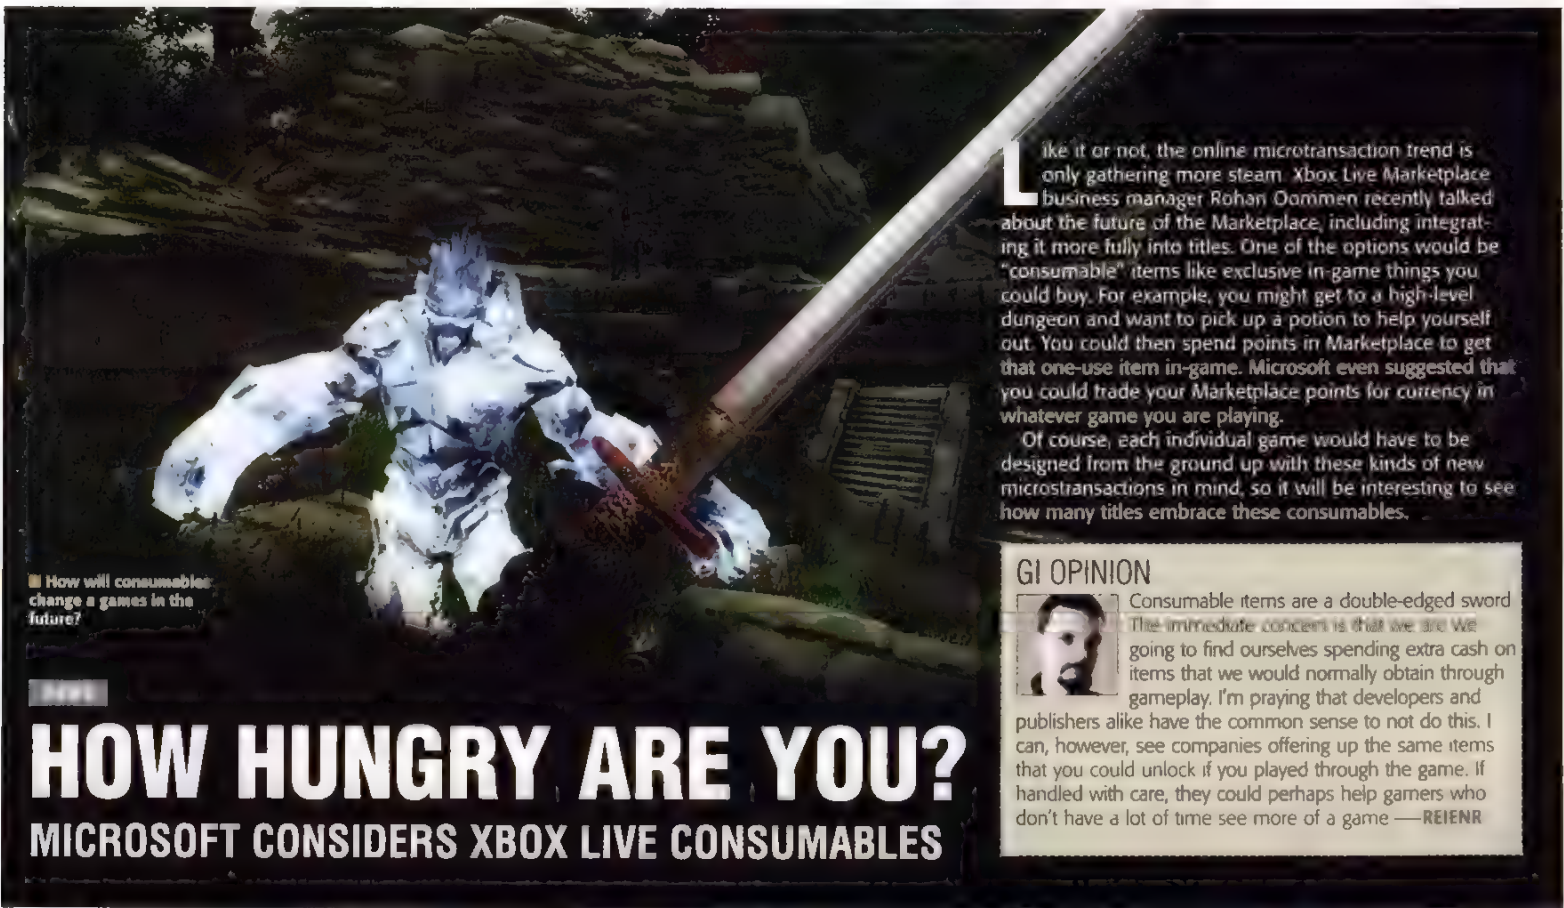 HOW HUNGRY ARE YOU?
MICROSOFT CONSIDERS XBOX LIVE CONSUMABLES
How will consumables
change a games in the
future?
Like it or not, the online microtransaction trend is
only gathering more steam. Xbox Live Marketplace
business manager Rohan Oommen recently talked
about the future of the Marketplace, including integrat-
ing it more fully into titles. One of the options would be
"consumable" items like exclusive in-game things you
could buy. For example, you might get to a high-level
dungeon and want to pick up a potion to help yourself
out. You could then spend points in Marketplace to get
that one-use item in-game. Microsoft even suggested that
you could trade your Marketplace points for currency in
whatever game you are playing.
Of course, each individual game would have to be
designed from the ground up with these kinds of new
microstransactions in mind, so it will be interesting to see
how many titles embrace these consumables.
GI OPINION
Consumable items are a double-edged sword
The immediate concern is that we are we
going to find ourselves spending extra cash on
items that we would normally obtain through
gameplay. I'm praying that developers and
publishers alike have the common sense to not do this. I
can, however, see companies offering up the same items
that you could unlock if you played through the game. If
handled with care, they could perhaps help gamers who
don't have a lot of time see more of a game —REIENR